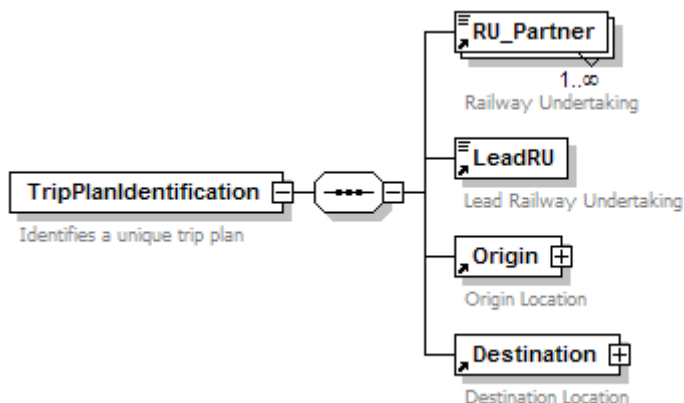 RU_Partner
1..∞
Railway Undertaking
LeadRU
Lead Railway Undertaking
TripPlanIdentification
Identifies a unique trip plan
Origin
Origin Location
Destination
Destination Location